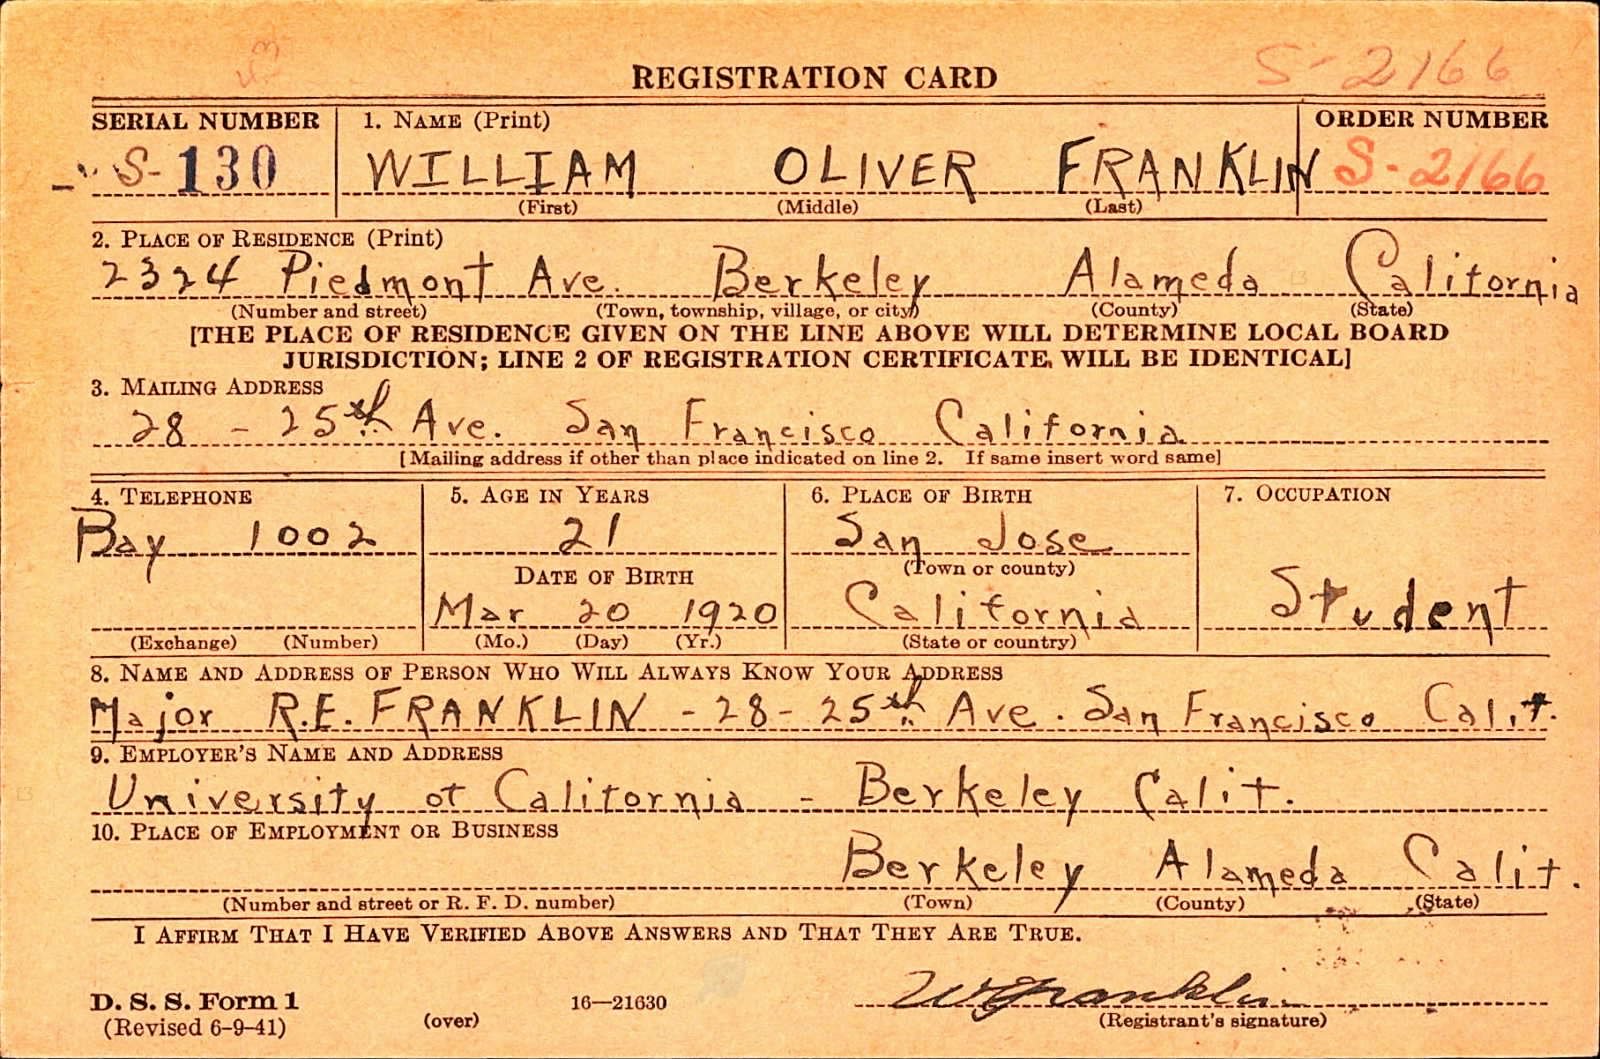 REGISTRATION CARD S-2166
SERIAL NUMBER 1. NAME (Print) ORDER NUMBER
S-130 WILLIAM OLIVER FRANKLIN S-2166
(First) (Middle) (Last)
2. PLACE OF RESIDENCE (Print)
2324 Piedmont Ave. Berkeley Alameda California
(Number and street) (Town, township, village, or city) (County) (State)
[THE PLACE OF RESIDENCE GIVEN ON THE LINE ABOVE WILL DETERMINE LOCAL BOARD
JURISDICTION; LINE 2 OF REGISTRATION CERTIFICATE WILL BE IDENTICAL]
3. MAILING ADDRESS
28 - 25th Ave. San Francisco California
[Mailing address if other than place indicated on line 2. If same insert word same]
4. TELEPHONE 5. AGE IN YEARS 6. PLACE OF BIRTH 7. OCCUPATION
Bay 1002 21 San Jose
DATE OF BIRTH (Town or county)
Mar 20 1920 California Student
(Exchange) (Number) (Mo.) (Day) (Yr.) (State or country)
8. NAME AND ADDRESS OF PERSON WHO WILL ALWAYS KNOW YOUR ADDRESS
Major R.E. FRANKLIN - 28 - 25th Ave. San Francisco Calif.
9. EMPLOYER'S NAME AND ADDRESS
University of California - Berkeley Calif.
10. PLACE OF EMPLOYMENT OR BUSINESS
Berkeley Alameda Calif.
(Number and street or R. F. D. number) (Town) (County) (State)
I AFFIRM THAT I HAVE VERIFIED ABOVE ANSWERS AND THAT THEY ARE TRUE.
D. S. S. Form 1 16—21630 WO Franklin
(Revised 6-9-41) (over) (Registrant's signature)